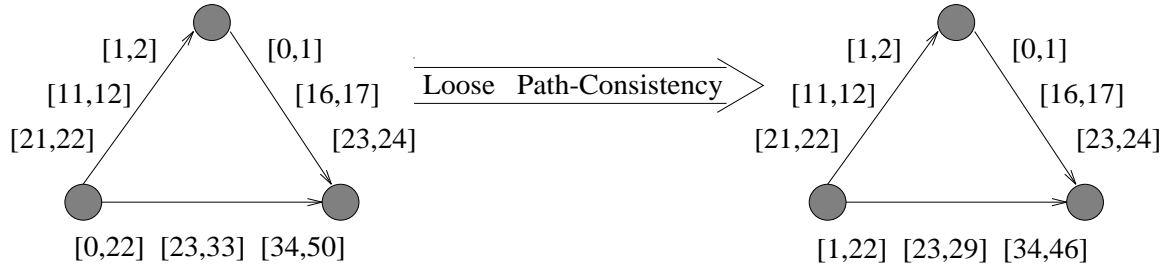 [1,2] [0,1]
[11,12] [16,17]
[21,22] [23,24]
[0,22] [23,33] [34,50]
Loose Path-Consistency
[1,2] [0,1]
[11,12] [16,17]
[21,22] [23,24]
[1,22] [23,29] [34,46]